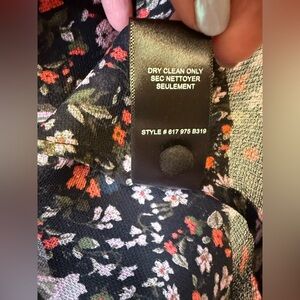 DRY CLEAN ONLY
SEC NETTOYER
SEULEMENT
STYLE # 617 975 B319